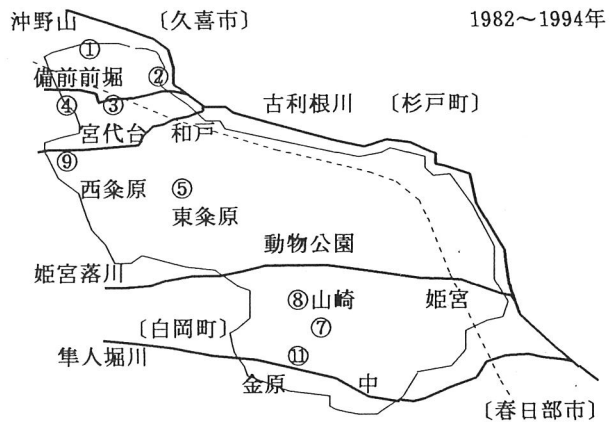 沖野山 〔久喜市〕 1982～1994年
①
備前前堀 ②
④ ③ 古利根川 〔杉戸町〕
宮代台 和戸
⑨
西粂原 ⑤
東粂原
動物公園
姫宮落川
⑧山崎 姫宮
〔白岡町〕 ⑦
隼人堀川 ⑪
金原 中
〔春日部市〕